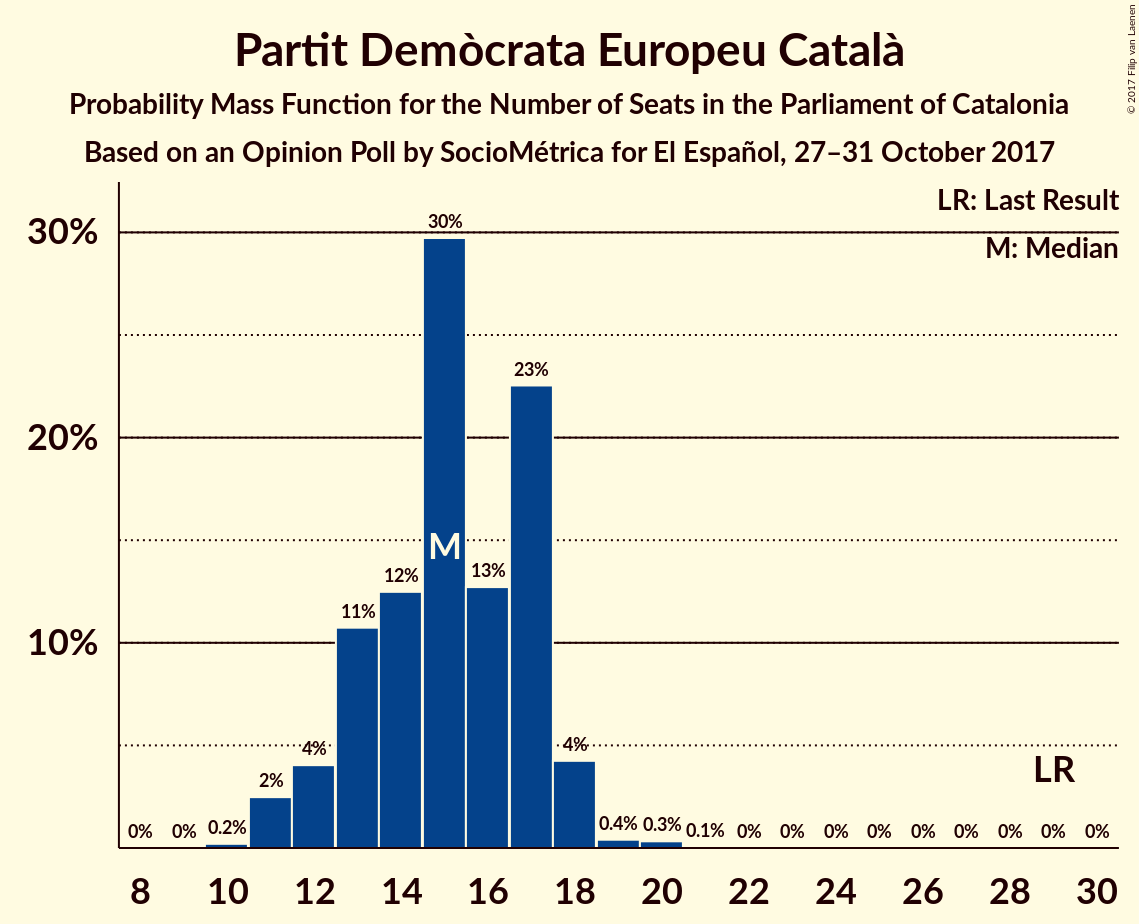 Partit Demòcrata Europeu Català
Probability Mass Function for the Number of Seats in the Parliament of Catalonia
Based on an Opinion Poll by SocioMétrica for El Español, 27–31 October 2017
© 2017 Filip van Laenen
LR: Last Result
M: Median
30%
20%
10%
0%
0%
0.2%
2%
4%
11%
12%
30%
M
13%
23%
4%
0.4%
0.3%
0.1%
0%
0%
0%
0%
0%
0%
0%
0%
0%
LR
8 10 12 14 16 18 20 22 24 26 28 30